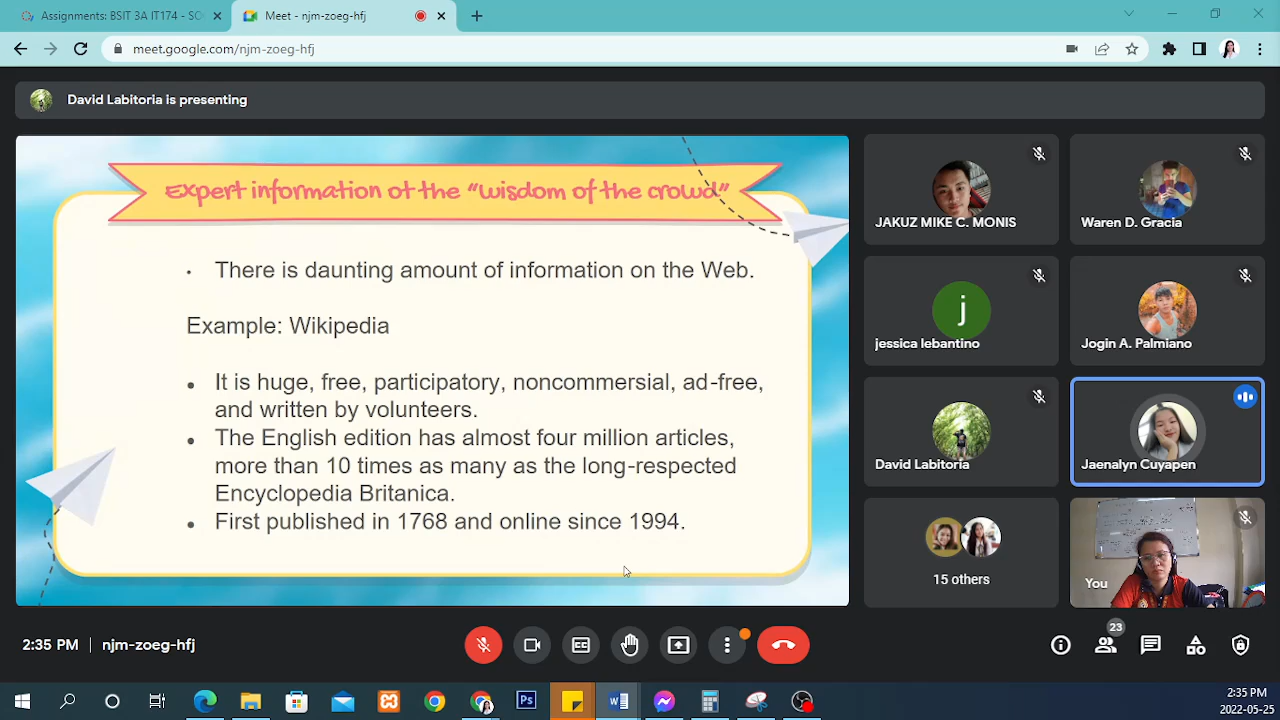 Assignments: BSIT 3A IT174 - SO
Meet - njm-zoeg-hfj
meet.google.com/njm-zoeg-hfj
David Labitoria is presenting
Expert information ot the “wisdom of the crowd”
• There is daunting amount of information on the Web.
Example: Wikipedia
• It is huge, free, participatory, noncommersial, ad-free,
and written by volunteers.
• The English edition has almost four million articles,
more than 10 times as many as the long-respected
Encyclopedia Britanica.
• First published in 1768 and online since 1994.
JAKUZ MIKE C. MONIS
Waren D. Gracia
j
jessica lebantino
Jogin A. Palmiano
David Labitoria
Jaenalyn Cuyapen
15 others
You
2:35 PM | njm-zoeg-hfj
23
2:35 PM
2022-05-25